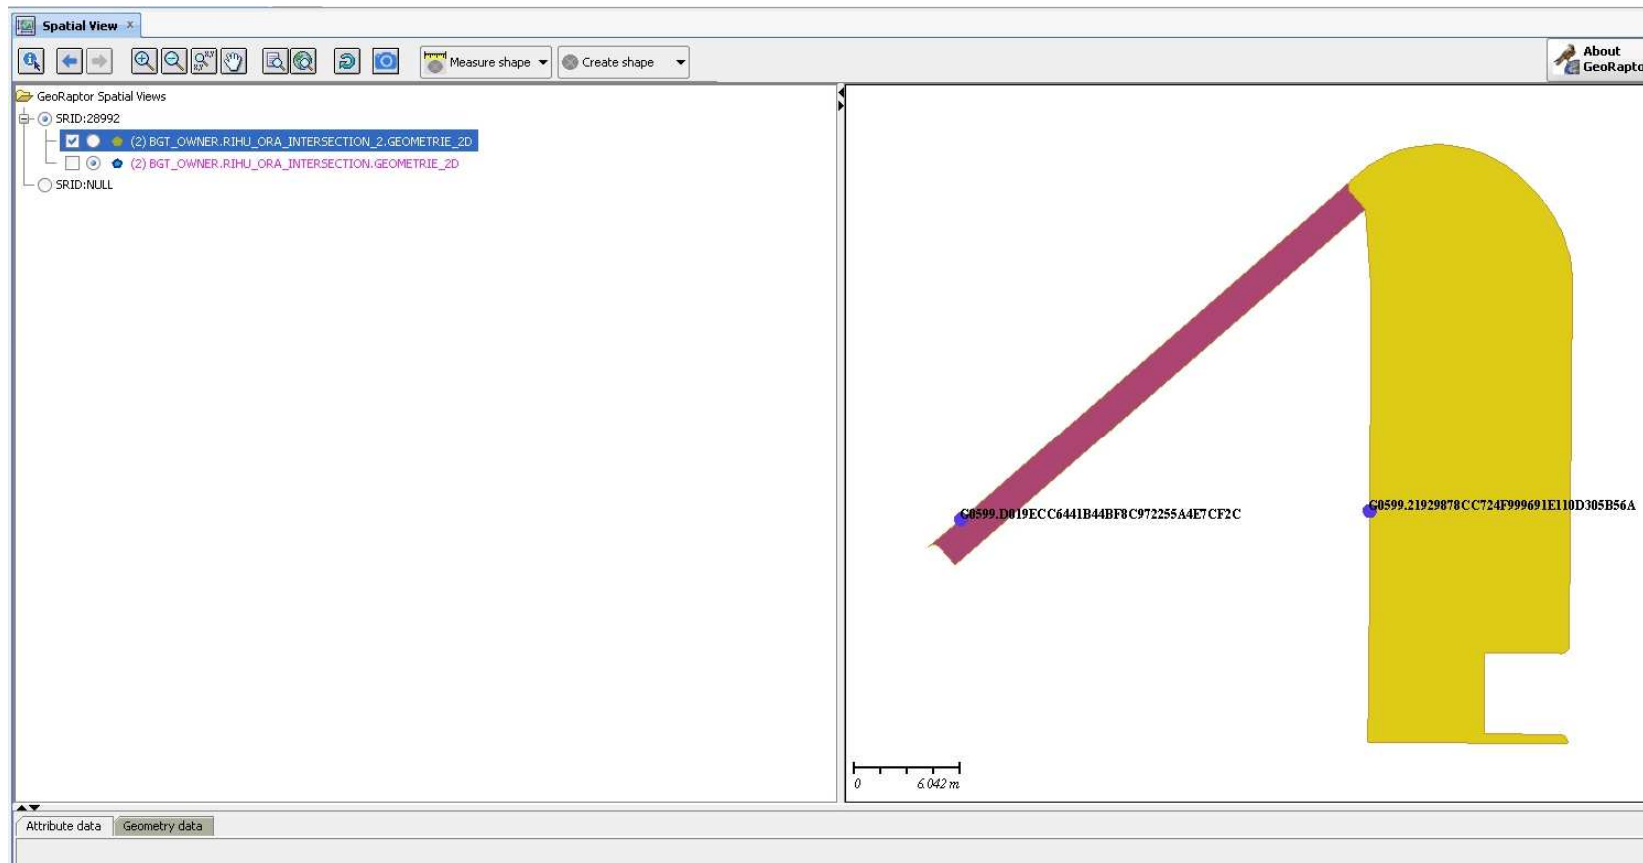 Spatial View x
Measure shape
Create shape
About
GeoRapto
GeoRaptor Spatial Views
SRID:28992
(2) BGT_OWNER.RIHU_ORA_INTERSECTION_2.GEOMETRIE_2D
(2) BGT_OWNER.RIHU_ORA_INTERSECTION.GEOMETRIE_2D
SRID:NULL
G0599.D019ECC6441B44BF8C972255A4E7CF2C
G0599.21929878CC724F999691E110D305B56A
0 6.042 m
Attribute data Geometry data